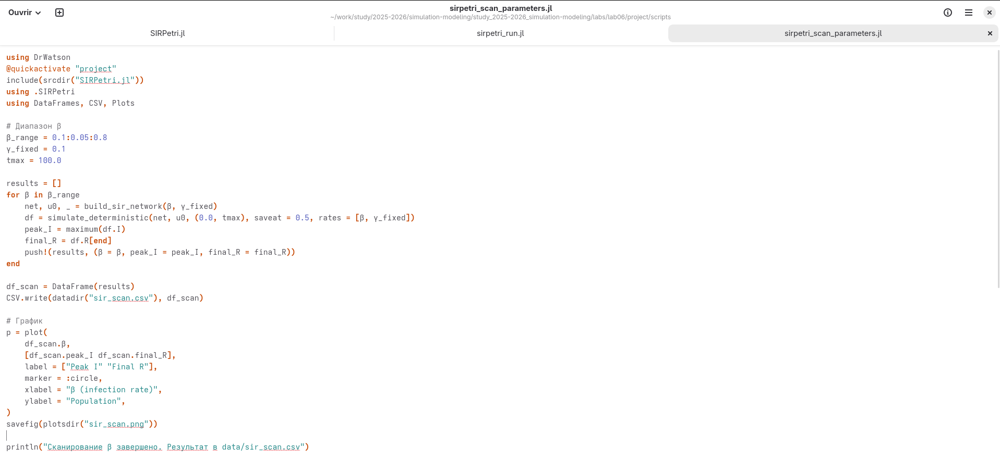 Ouvrir
sirpetri_scan_parameters.jl
~/work/study/2025-2026/simulation-modeling/study_2025-2026_simulation-modeling/labs/lab06/project/scripts
SIRPetri.jl
sirpetri_run.jl
sirpetri_scan_parameters.jl
using DrWatson
@quickactivate "project"
include(srcdir("SIRPetri.jl"))
using .SIRPetri
using DataFrames, CSV, Plots

# Диапазон β
β_range = 0.1:0.05:0.8
γ_fixed = 0.1
tmax = 100.0

results = []
for β in β_range
    net, u0, _ = build_sir_network(β, γ_fixed)
    df = simulate_deterministic(net, u0, (0.0, tmax), saveat = 0.5, rates = [β, γ_fixed])
    peak_I = maximum(df.I)
    final_R = df.R[end]
    push!(results, (β = β, peak_I = peak_I, final_R = final_R))
end

df_scan = DataFrame(results)
CSV.write(datadir("sir_scan.csv"), df_scan)

# График
p = plot(
    df_scan.β,
    [df_scan.peak_I df_scan.final_R],
    label = ["Peak I" "Final R"],
    marker = :circle,
    xlabel = "β (infection rate)",
    ylabel = "Population",
)
savefig(plotsdir("sir_scan.png"))

println("Сканирование β завершено. Результат в data/sir_scan.csv")